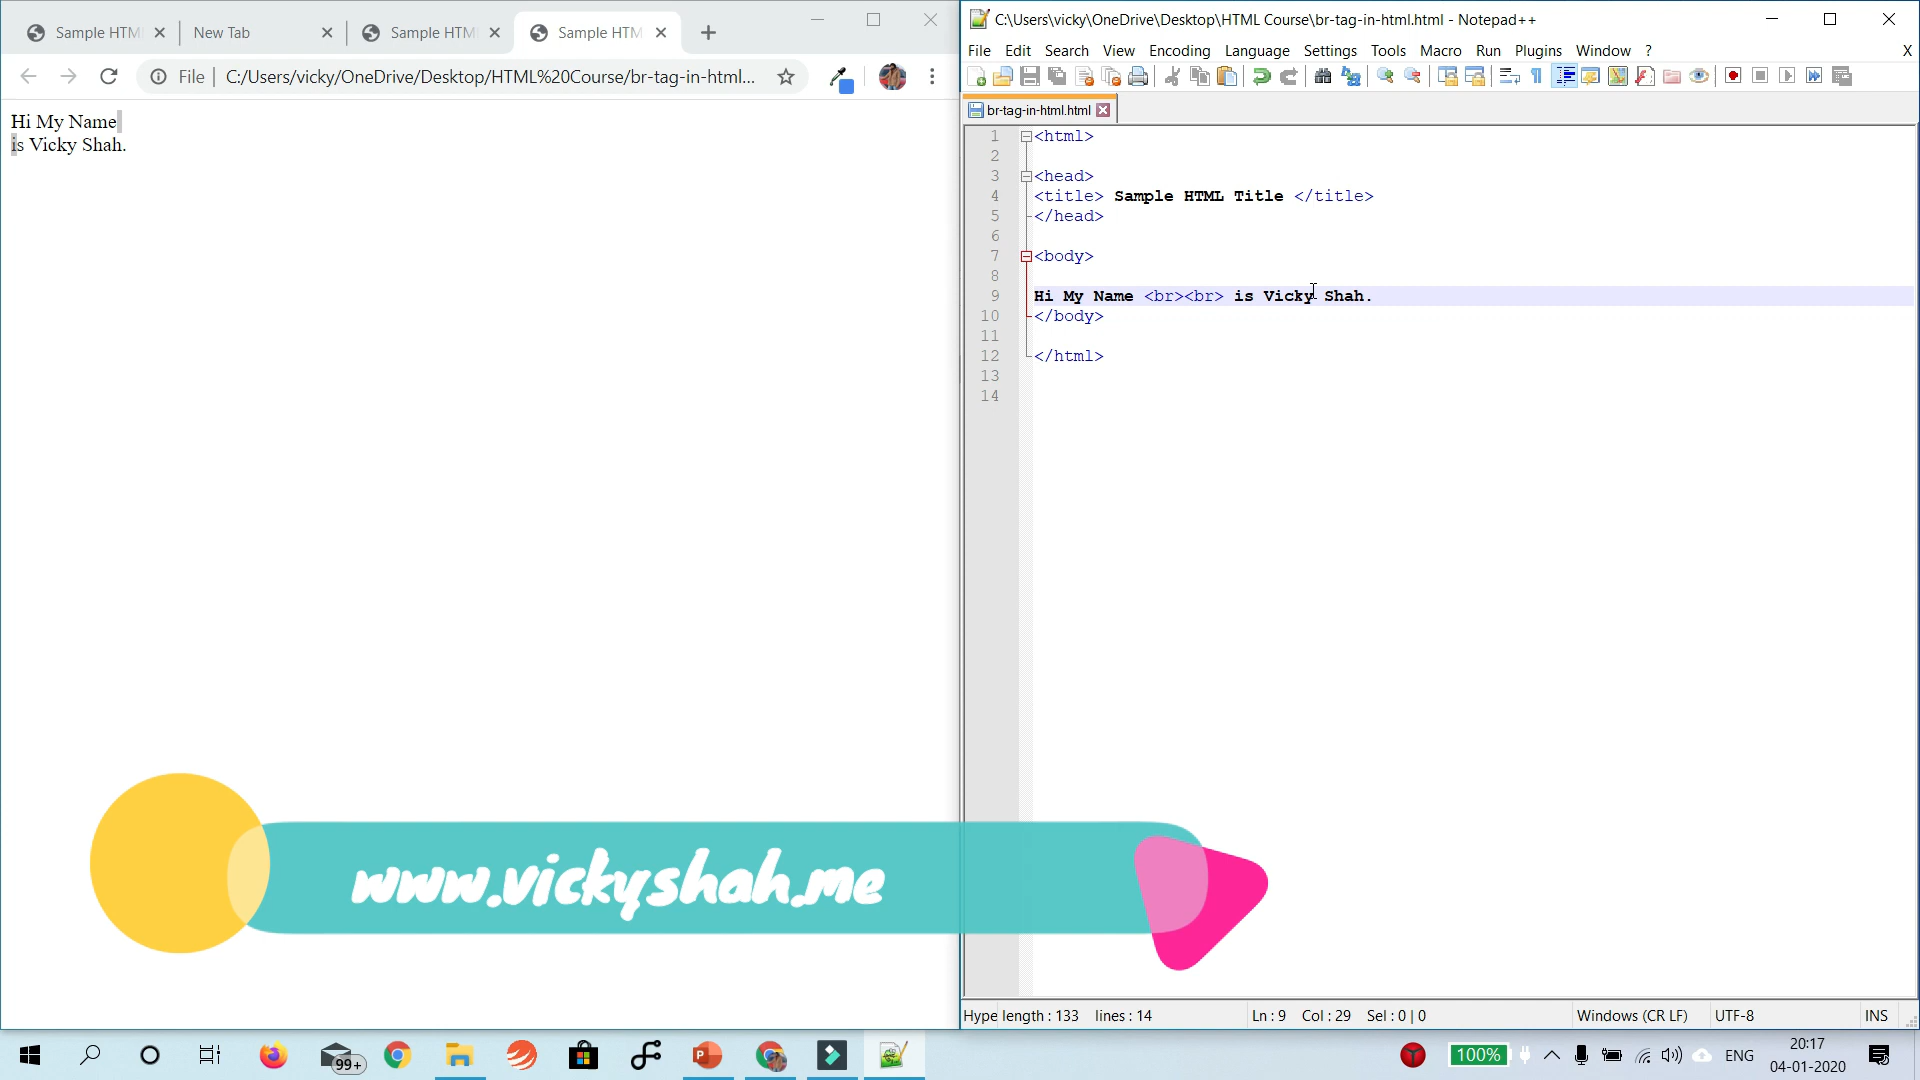 Sample HTM
New Tab
Sample HTM
Sample HTM
File
C:/Users/vicky/OneDrive/Desktop/HTML%20Course/br-tag-in-html...
Hi My Name
is Vicky Shah.
C:\Users\vicky\OneDrive\Desktop\HTML Course\br-tag-in-html.html - Notepad++
File Edit Search View Encoding Language Settings Tools Macro Run Plugins Window ? X
br-tag-in-html.html
1 <html>
2
3 <head>
4 <title> Sample HTML Title </title>
5 </head>
6
7 <body>
8
9 Hi My Name <br><br> is Vicky Shah.
10 </body>
11
12 </html>
13
14
www.vickyshah.me
Hype length : 133 lines : 14 Ln : 9 Col : 29 Sel : 0 | 0 Windows (CR LF) UTF-8 INS
99+
100%
ENG
20:17
04-01-2020